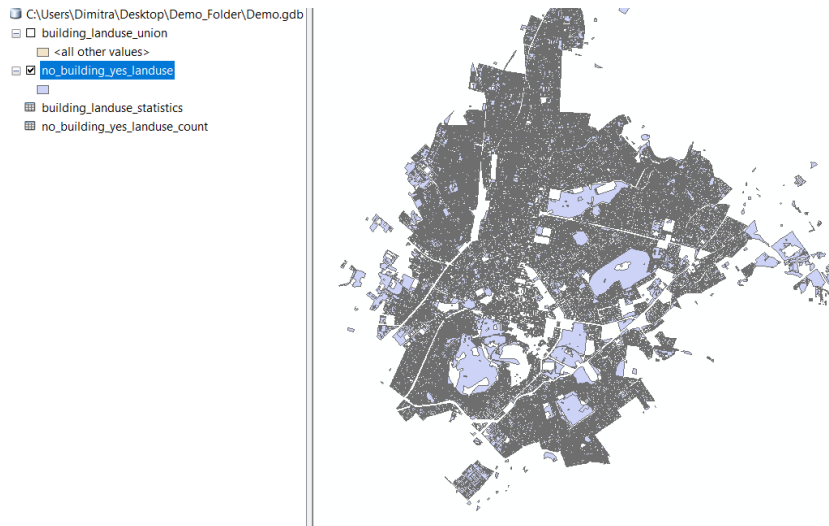 C:\Users\Dimitra\Desktop\Demo_Folder\Demo.gdb
building_landuse_union
<all other values>
no_building_yes_landuse
building_landuse_statistics
no_building_yes_landuse_count